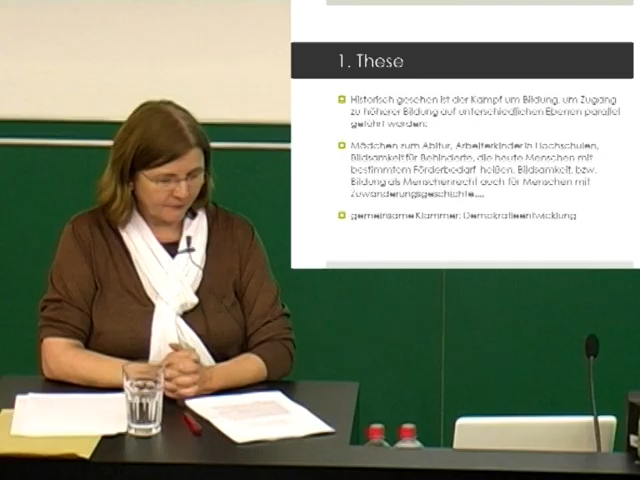 1. These
Historisch gesehen ist der Kampf um Bildung, um Zugang
zu höherer Bildung auf unterschiedlichen Ebenen parallel
geführt worden:
Mädchen zum Abitur, Arbeiterkinder in Hochschulen,
Bildsamkeit für Behinderte, die heute Menschen mit
bestimmtem Förderbedarf heißen. Bildsamkeit, bzw.
Bildung als Menschenrecht auch für Menschen mit
Zuwanderungsgeschichte....
gemeinsame Klammer: Demokratieentwicklung